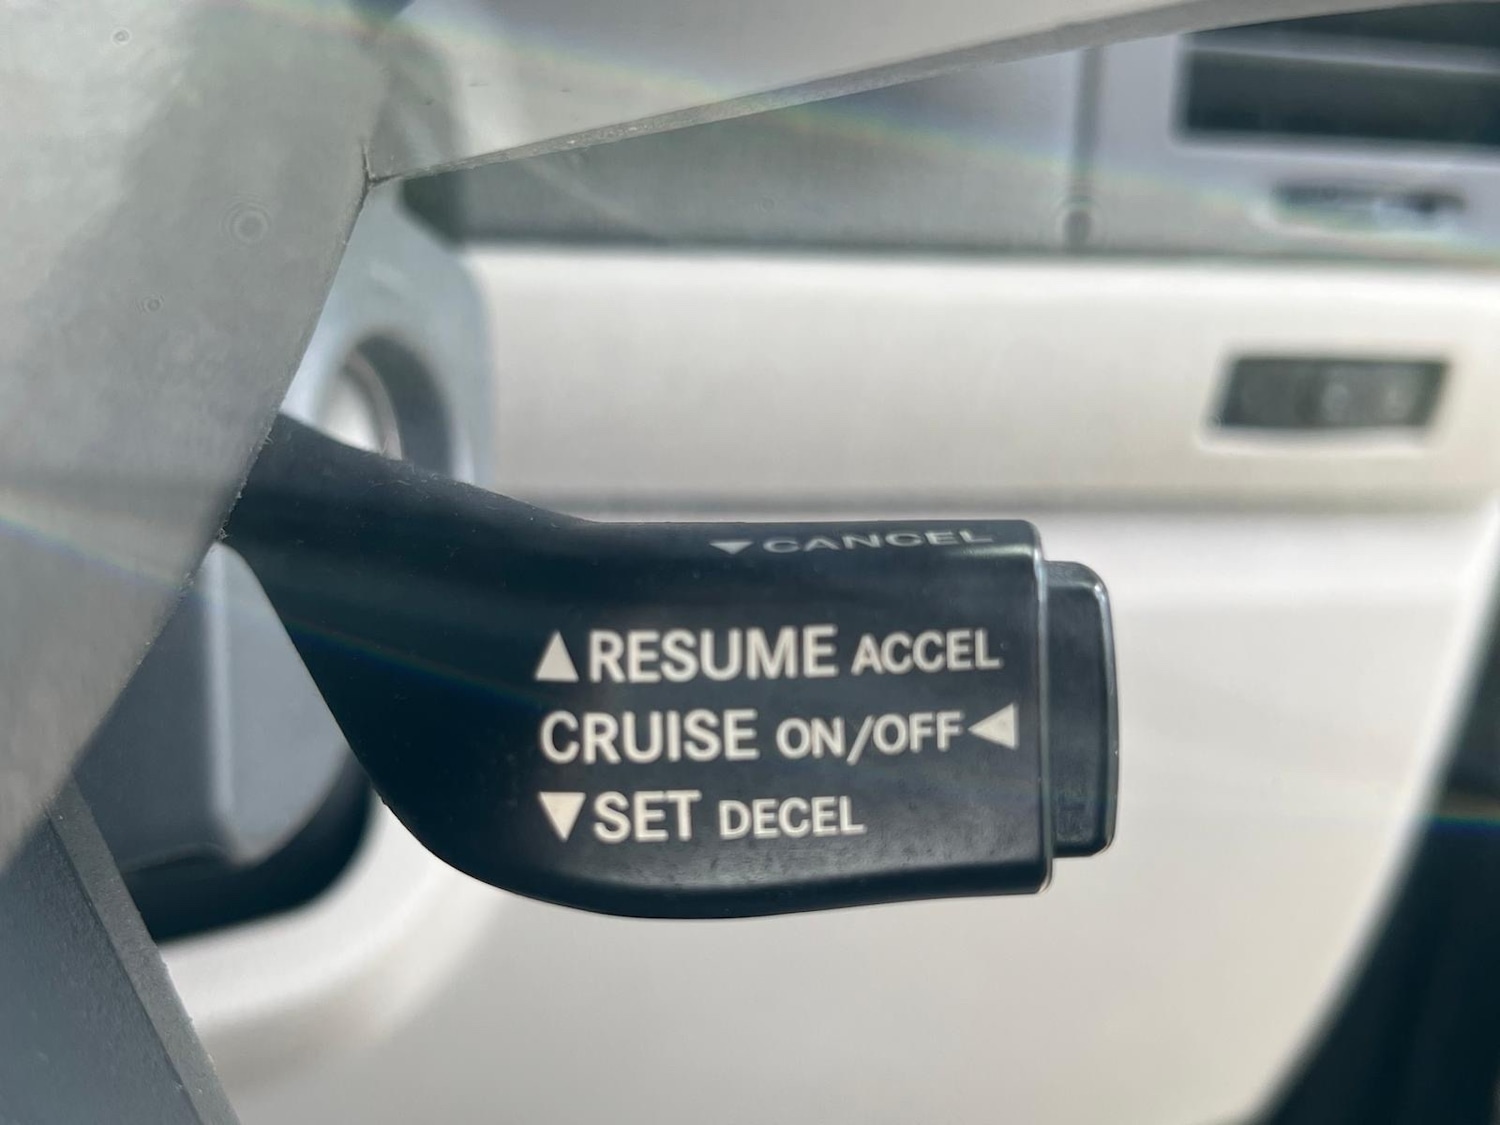 ▼CANCEL
▲RESUME ACCEL
CRUISE ON/OFF◀
▼SET DECEL